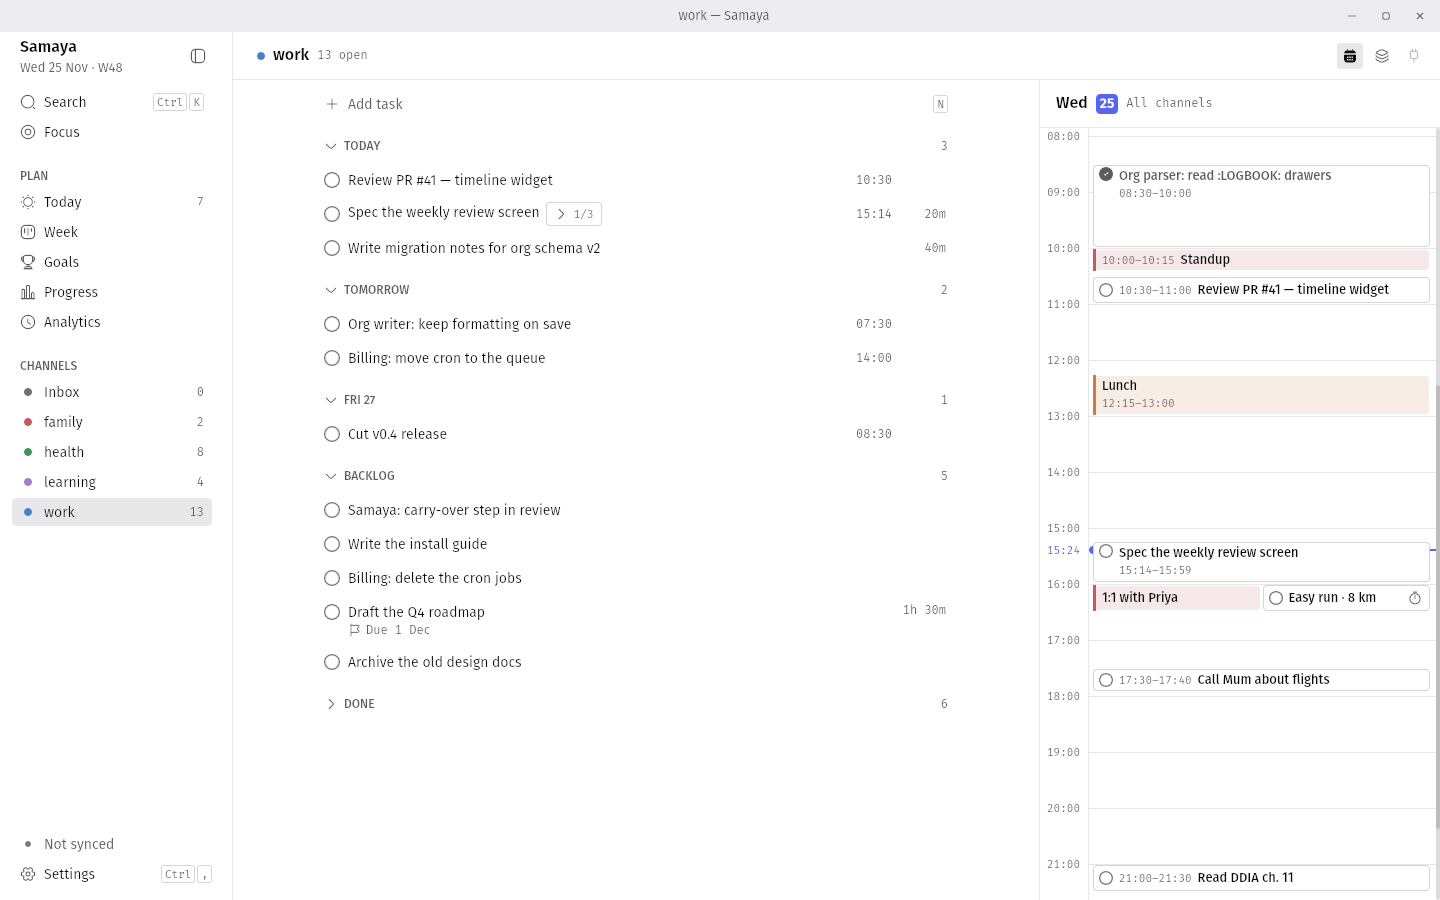 work — Samaya
Samaya
Wed 25 Nov · W48
Search Ctrl K
Focus
PLAN
Today 7
Week
Goals
Progress
Analytics
CHANNELS
Inbox 0
family 2
health 8
learning 4
work 13
Not synced
Settings Ctrl ,
work 13 open
Add task N
TODAY 3
Review PR #41 — timeline widget 10:30
Spec the weekly review screen 1/3 15:14 20m
Write migration notes for org schema v2 40m
TOMORROW 2
Org writer: keep formatting on save 07:30
Billing: move cron to the queue 14:00
FRI 27 1
Cut v0.4 release 08:30
BACKLOG 5
Samaya: carry-over step in review
Write the install guide
Billing: delete the cron jobs
Draft the Q4 roadmap 1h 30m
Due 1 Dec
Archive the old design docs
DONE 6
Wed 25 All channels
08:00
Org parser: read :LOGBOOK: drawers
09:00 08:30–10:00
10:00
10:00–10:15 Standup
10:30–11:00 Review PR #41 — timeline widget
11:00
12:00
Lunch
12:15–13:00
13:00
14:00
15:00
15:24 Spec the weekly review screen
15:14–15:59
16:00
1:1 with Priya Easy run · 8 km
17:00
17:30–17:40 Call Mum about flights
18:00
19:00
20:00
21:00
21:00–21:30 Read DDIA ch. 11